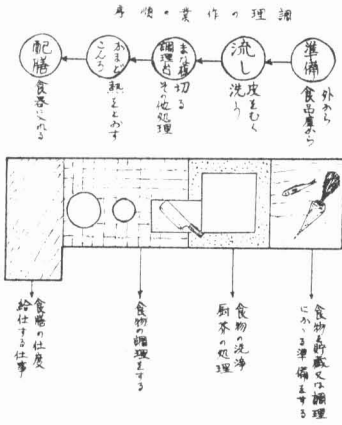 調理の作業の順序
準備
外から
食品庫から
流し
皮をむく
洗う
まな板 切る
調理台 その他処理
かまど 熱をとおす
こんろ
配膳
食器に入れる
食物を貯蔵又は調理
にかゝる準備をする
食物の洗浄
厨芥の処理
食物の調理をする
食膳の仕度
給仕する仕事